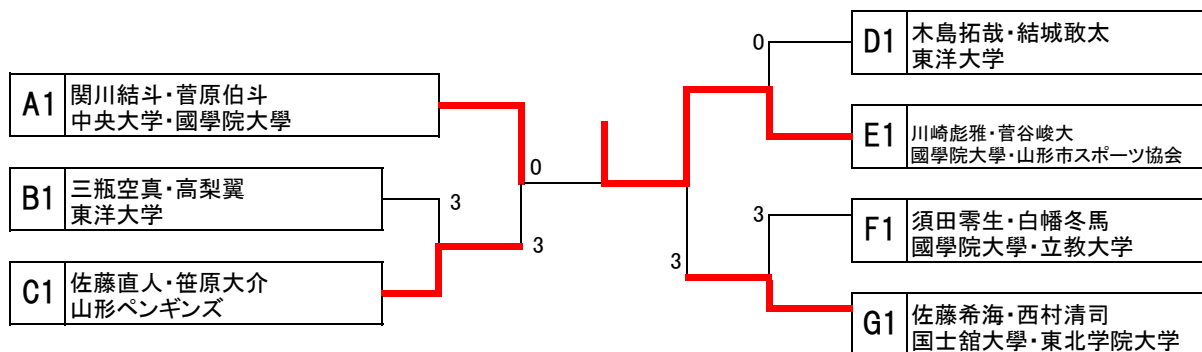 A1
関川結斗・菅原伯斗
中央大学・國學院大學
B1
三瓶空真・高梨翼
東洋大学
C1
佐藤直人・笹原大介
山形ペンギンズ
3
0
3
D1
木島拓哉・結城敢太
東洋大学
E1
川崎彪雅・菅谷峻大
國學院大學・山形市スポーツ協会
F1
須田零生・白幡冬馬
國學院大學・立教大学
G1
佐藤希海・西村清司
国士舘大學・東北学院大学
0
3
3